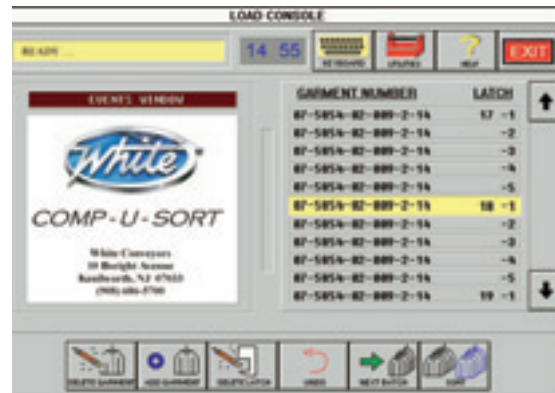 LOAD CONSOLE
READY ...
14 55
KEYBOARD
UTILITIES
HELP
EXIT
EVENTS WINDOW
White
COMP-U-SORT
White Conveyors
10 Boright Avenue
Kenilworth, NJ 07033
(908) 686-5700
GARMENT NUMBER LATCH
07-5054-02-009-2-14 17 -1
07-5054-02-009-2-14 -2
07-5054-02-009-2-14 -3
07-5054-02-009-2-14 -4
07-5054-02-009-2-14 -5
07-5054-02-009-2-14 18 -1
07-5054-02-009-2-14 -2
07-5054-02-009-2-14 -3
07-5054-02-009-2-14 -4
07-5054-02-009-2-14 -5
07-5054-02-009-2-14 19 -1
DELETE GARMENT
ADD GARMENT
DELETE LATCH
UNDO
NEXT BATCH
SORT